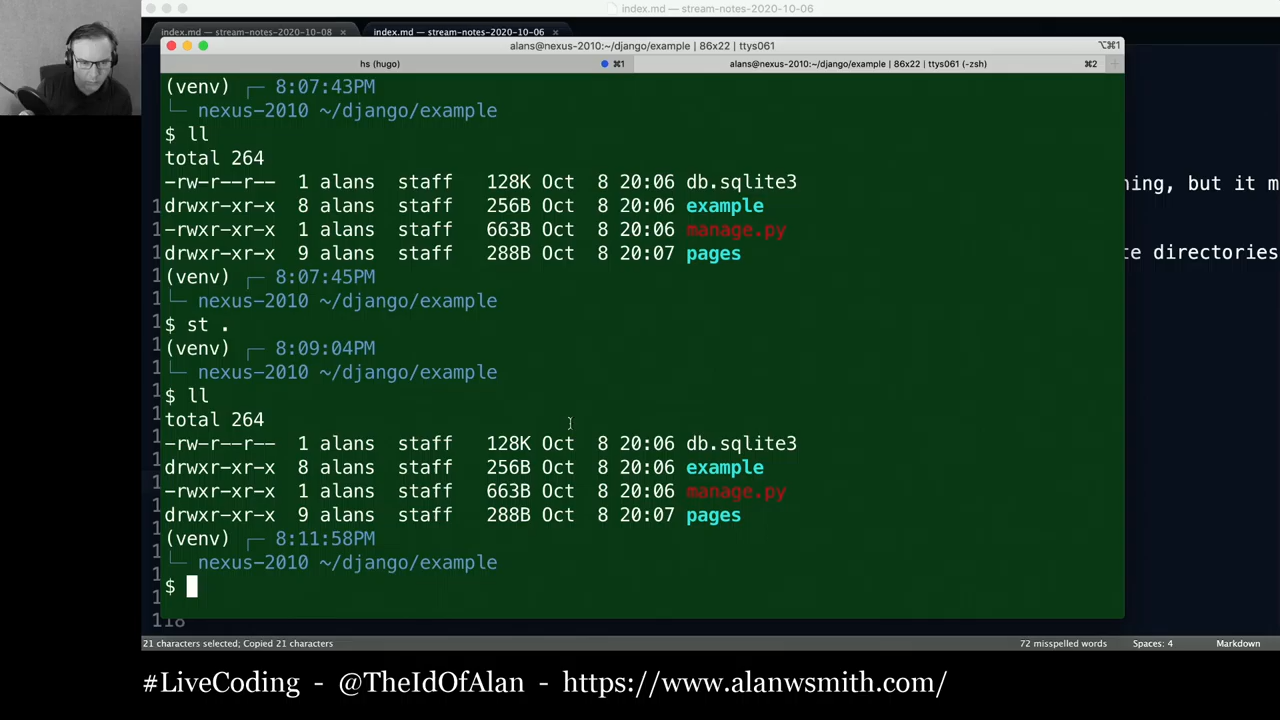 index.md — stream-notes-2020-10-06
index.md — stream-notes-2020-10-08 ×
index.md — stream-notes-2020-10-06 ×
alans@nexus-2010:~/django/example | 86x22 | ttys061
⌥⌘1
hs (hugo)
⌘1
alans@nexus-2010:~/django/example | 86x22 | ttys061 (-zsh)
⌘2
(venv) ┌─ 8:07:43PM
└─ nexus-2010 ~/django/example
$ ll
total 264
-rw-r--r-- 1 alans staff 128K Oct 8 20:06 db.sqlite3
drwxr-xr-x 8 alans staff 256B Oct 8 20:06 example
-rwxr-xr-x 1 alans staff 663B Oct 8 20:06 manage.py
drwxr-xr-x 9 alans staff 288B Oct 8 20:07 pages
(venv) ┌─ 8:07:45PM
└─ nexus-2010 ~/django/example
$ st .
(venv) ┌─ 8:09:04PM
└─ nexus-2010 ~/django/example
$ ll
total 264
-rw-r--r-- 1 alans staff 128K Oct 8 20:06 db.sqlite3
drwxr-xr-x 8 alans staff 256B Oct 8 20:06 example
-rwxr-xr-x 1 alans staff 663B Oct 8 20:06 manage.py
drwxr-xr-x 9 alans staff 288B Oct 8 20:07 pages
(venv) ┌─ 8:11:58PM
└─ nexus-2010 ~/django/example
$
ing, but it m
directories
21 characters selected; Copied 21 characters
72 misspelled words
Spaces: 4
Markdown
#LiveCoding - @TheIdOfAlan - https://www.alanwsmith.com/